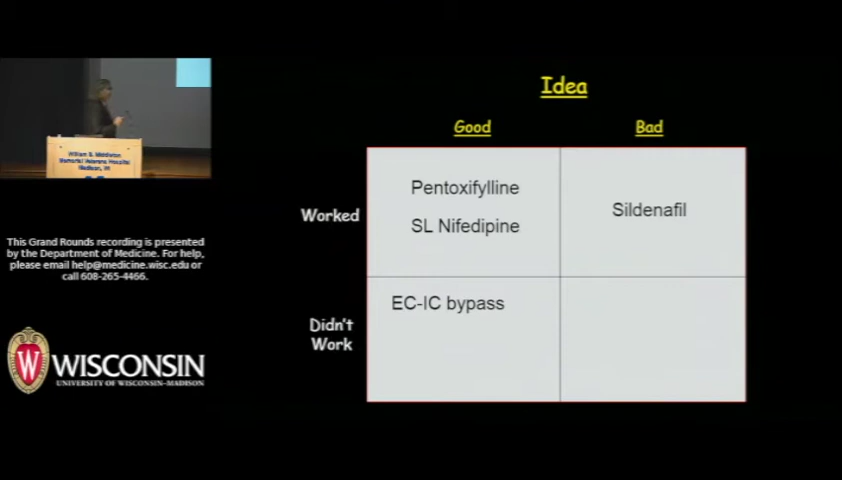 Idea
Good
Bad
Worked
Pentoxifylline
SL Nifedipine
Sildenafil
Didn't
Work
EC-IC bypass
William S. Middleton
Memorial Veterans Hospital
Madison, WI
This Grand Rounds recording is presented
by the Department of Medicine. For help,
please email help@medicine.wisc.edu or
call 608-265-4466.
W
WISCONSIN
UNIVERSITY OF WISCONSIN-MADISON